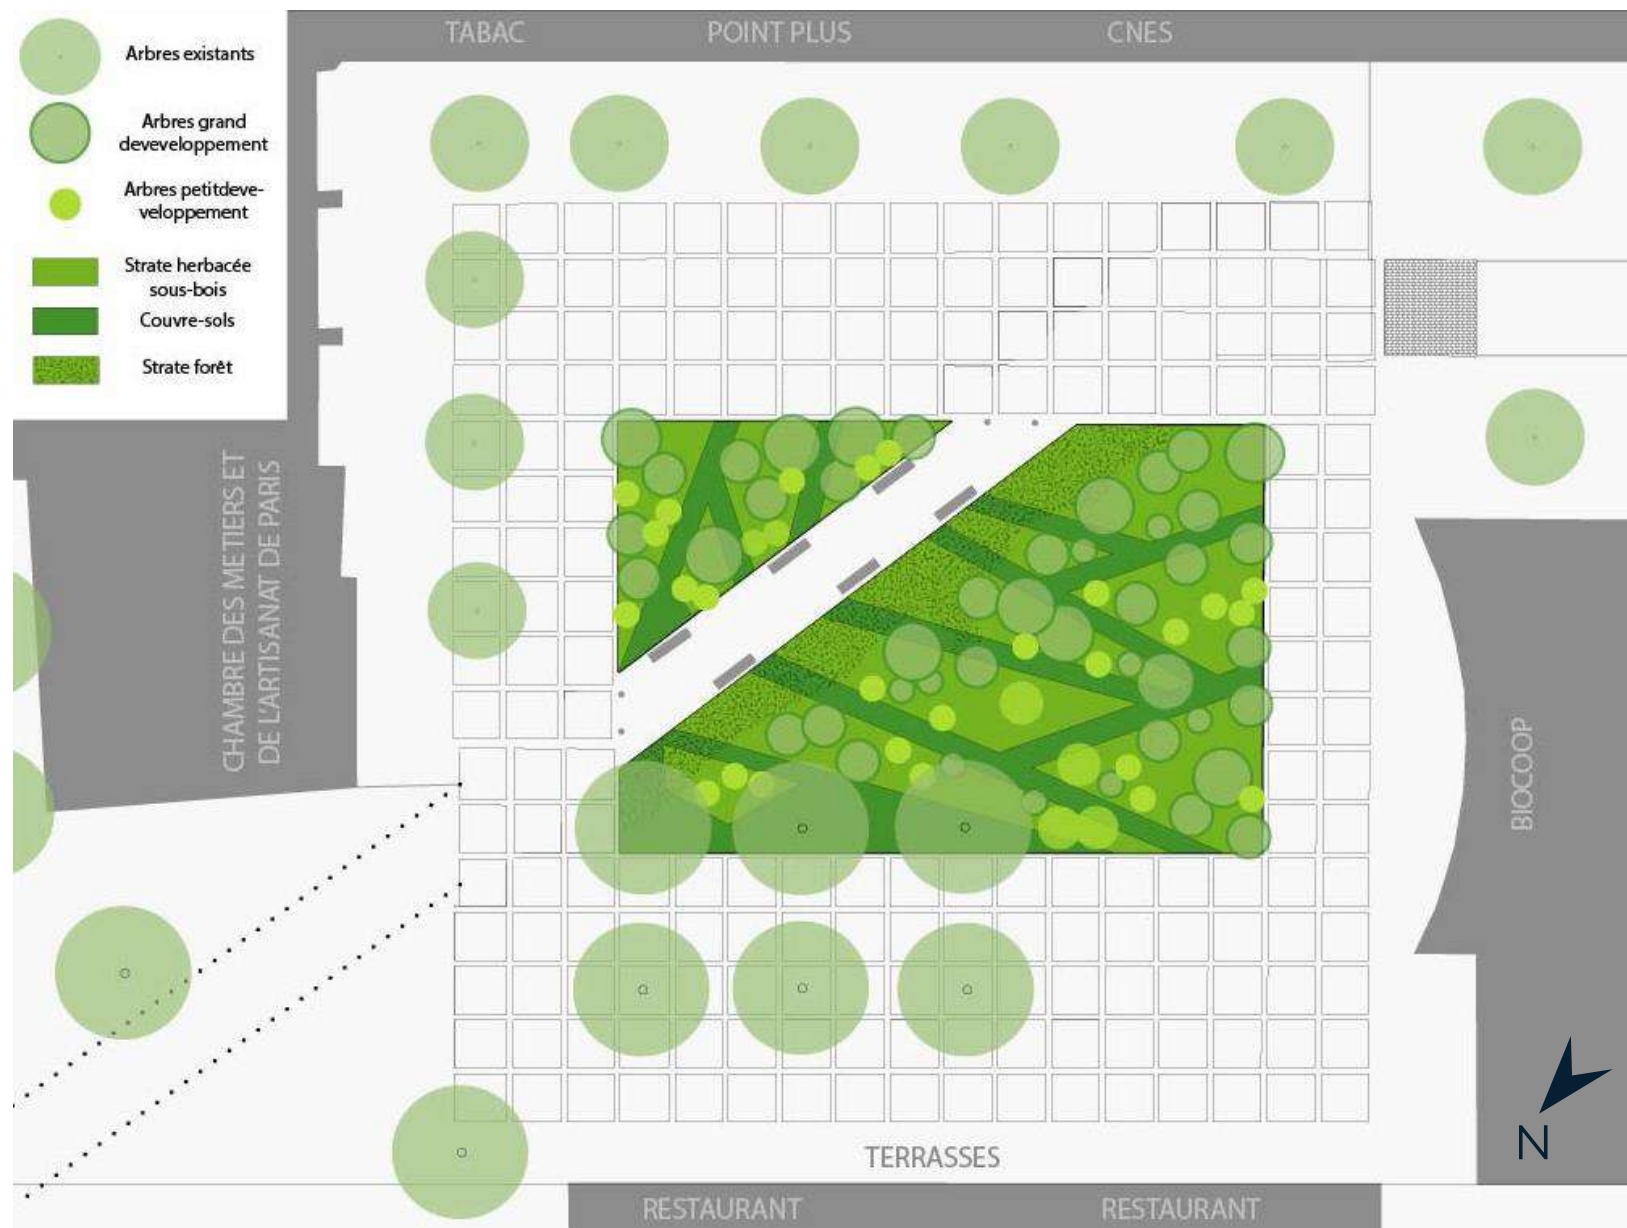 TABAC
POINT PLUS
CNES
Arbres existants
Arbres grand
deveveloppement
Arbres petitdeve-
veloppement
Strate herbacée
sous-bois
Couvre-sols
Strate forêt
CHAMBRE DES METIERS ET
DE L'ARTISANAT DE PARIS
BIOCOOP
N
TERRASSES
RESTAURANT
RESTAURANT